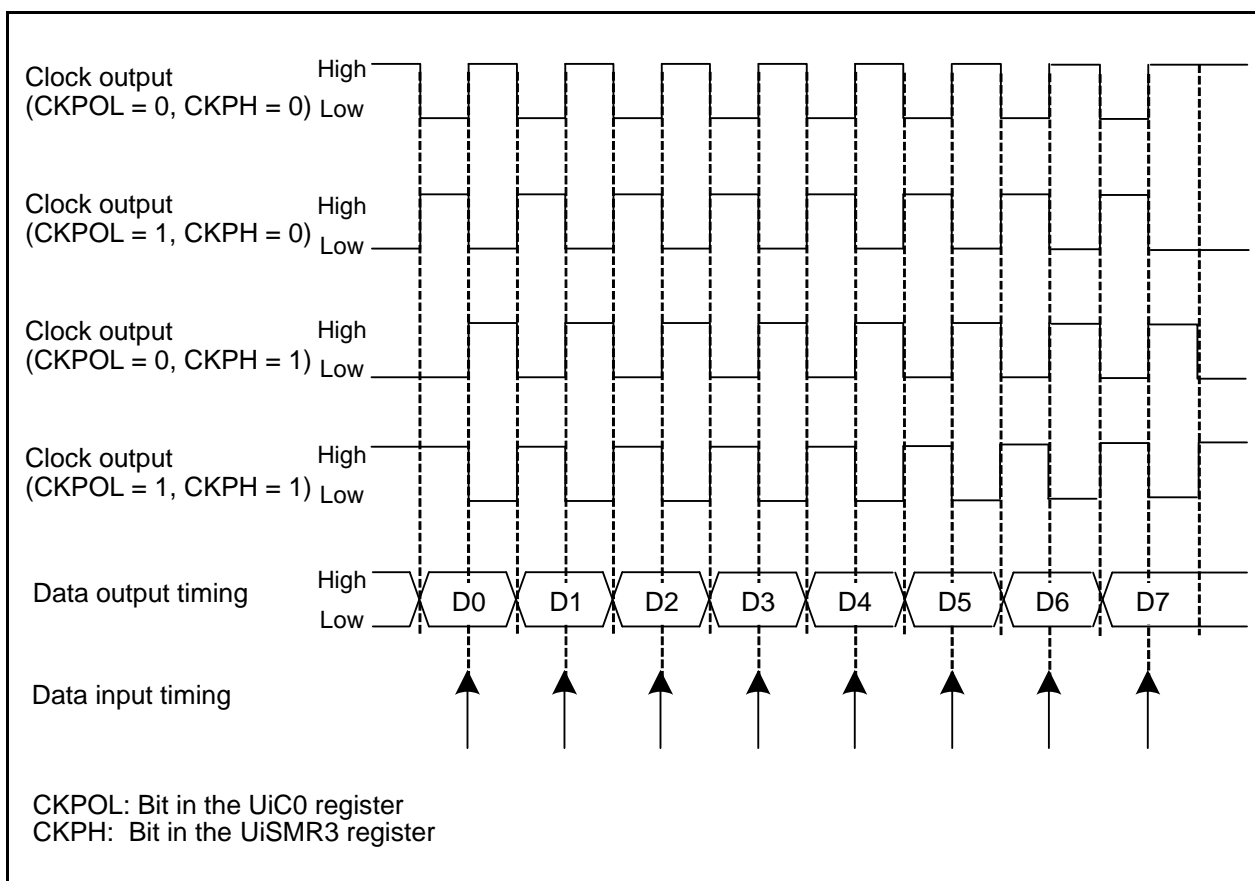 Clock output
(CKPOL = 0, CKPH = 0)
High
Low
Clock output
(CKPOL = 1, CKPH = 0)
High
Low
Clock output
(CKPOL = 0, CKPH = 1)
High
Low
Clock output
(CKPOL = 1, CKPH = 1)
High
Low
Data output timing
High
Low
D0 D1 D2 D3 D4 D5 D6 D7
Data input timing
CKPOL: Bit in the UiC0 register
CKPH: Bit in the UiSMR3 register